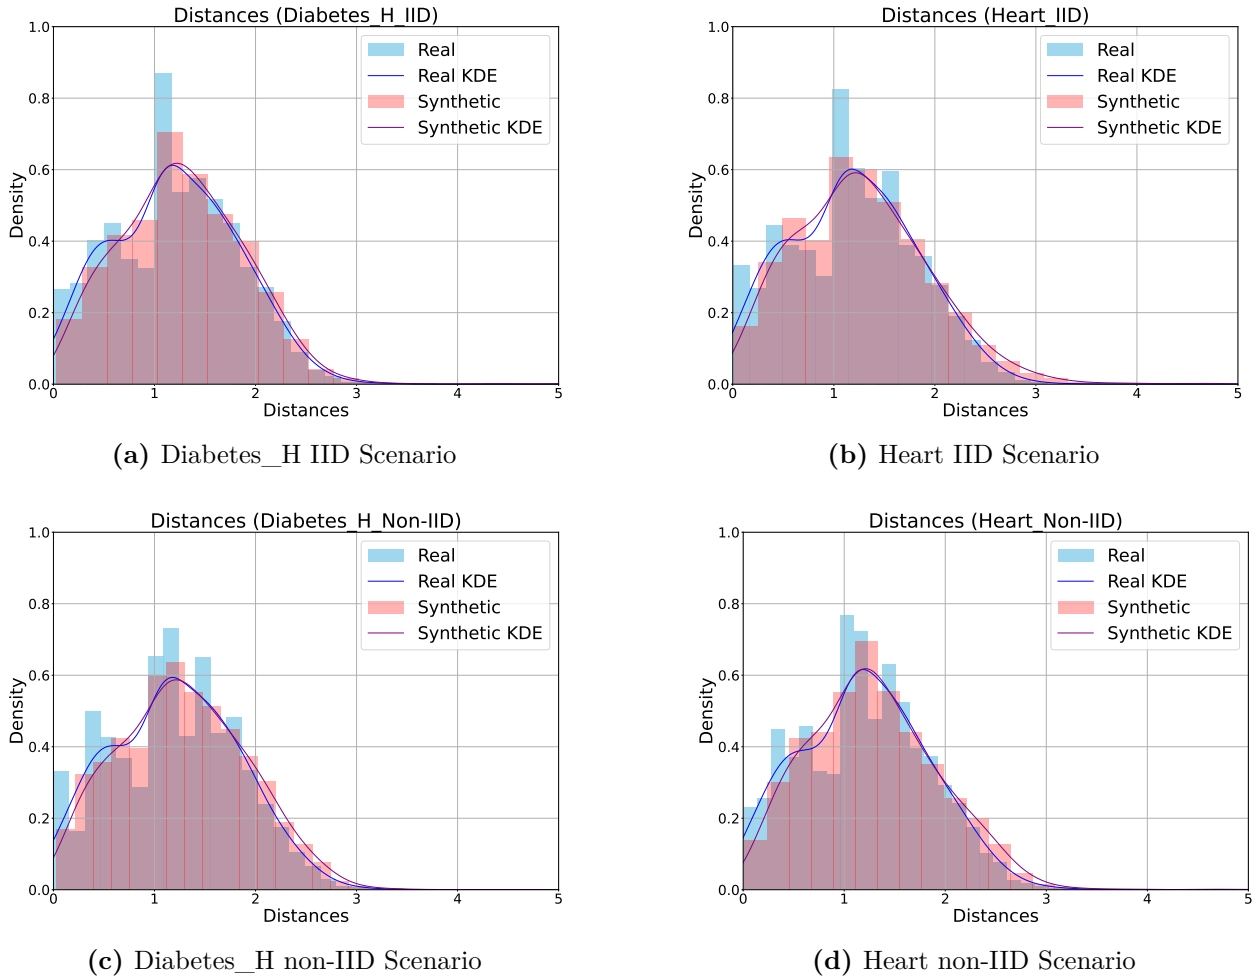 Distances (Diabetes_H_IID)
1.0
0.8
0.6
0.4
0.2
0.0
Density
Real
Real KDE
Synthetic
Synthetic KDE
0 1 2 3 4 5
Distances
(a) Diabetes_H IID Scenario
Distances (Heart_IID)
1.0
0.8
0.6
0.4
0.2
0.0
Density
Real
Real KDE
Synthetic
Synthetic KDE
0 1 2 3 4 5
Distances
(b) Heart IID Scenario
Distances (Diabetes_H_Non-IID)
1.0
0.8
0.6
0.4
0.2
0.0
Density
Real
Real KDE
Synthetic
Synthetic KDE
0 1 2 3 4 5
Distances
(c) Diabetes_H non-IID Scenario
Distances (Heart_Non-IID)
1.0
0.8
0.6
0.4
0.2
0.0
Density
Real
Real KDE
Synthetic
Synthetic KDE
0 1 2 3 4 5
Distances
(d) Heart non-IID Scenario